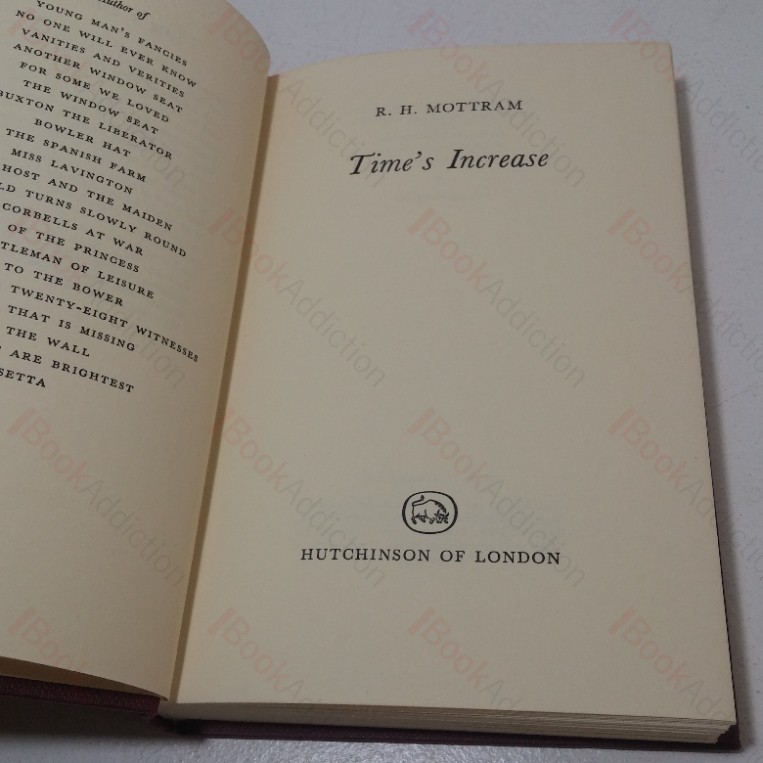 Author of
YOUNG MAN'S FANCIES
NO ONE WILL EVER KNOW
VANITIES AND VERITIES
ANOTHER WINDOW SEAT
FOR SOME WE LOVED
THE WINDOW SEAT
BUXTON THE LIBERATOR
BOWLER HAT
THE SPANISH FARM
MISS LAVINGTON
HOST AND THE MAIDEN
LD TURNS SLOWLY ROUND
CORBELLS AT WAR
OF THE PRINCESS
TLEMAN OF LEISURE
TO THE BOWER
TWENTY-EIGHT WITNESSES
THAT IS MISSING
THE WALL
ARE BRIGHTEST
SETTA
R. H. MOTTRAM
Time's Increase
HUTCHINSON OF LONDON
BookAddiction